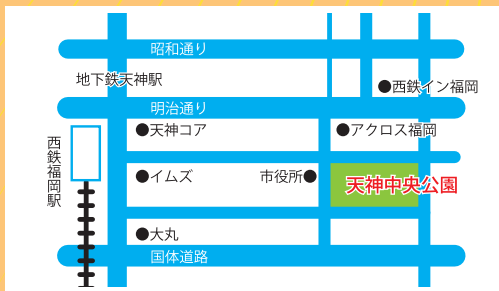 昭和通り
地下鉄天神駅
●西鉄イン福岡
明治通り
●天神コア
●アクロス福岡
西鉄福岡駅
●イムズ
市役所●
天神中央公園
●大丸
国体道路